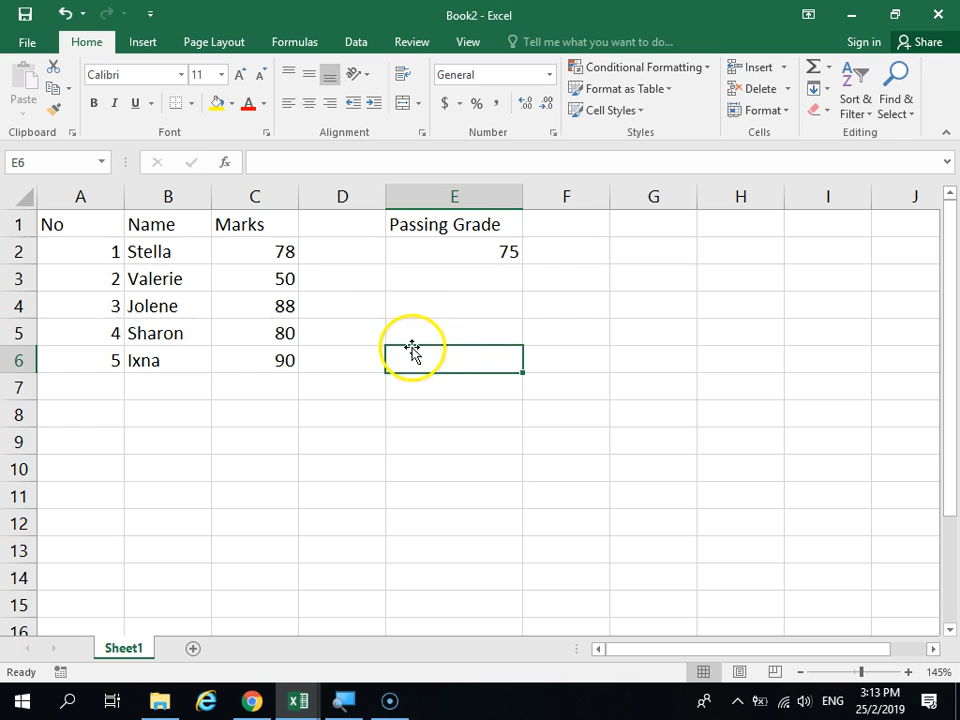 Book2 - Excel
File Home Insert Page Layout Formulas Data Review View Tell me what you want to do... Sign in Share
Paste
Calibri 11
B I U
General
$ % ,
Conditional Formatting
Format as Table
Cell Styles
Insert
Delete
Format
Sort & Filter
Find & Select
Clipboard Font Alignment Number Styles Cells Editing
E6 fx
A B C D E F G H I J
1 No Name Marks Passing Grade
2 1 Stella 78 75
3 2 Valerie 50
4 3 Jolene 88
5 4 Sharon 80
6 5 Ixna 90
7
8
9
10
11
12
13
14
15
16
Sheet1
Ready 145%
ENG 3:13 PM
25/2/2019